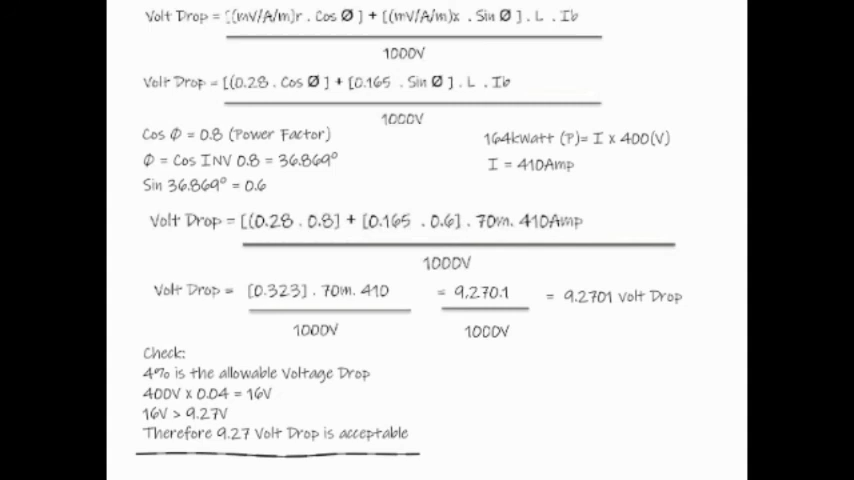 Volt Drop = [(mV/A/m)r . Cos Ø ] + [(mV/A/m)x . Sin Ø ] . L . Ib
1000V
Volt Drop = [(0.28 . Cos Ø ] + [0.165 . Sin Ø ] . L . Ib
1000V
Cos Ø = 0.8 (Power Factor)
Ø = Cos INV 0.8 = 36.869°
Sin 36.869° = 0.6
164kwatt (P)= I x 400(V)
I = 410Amp
Volt Drop = [(0.28 . 0.8] + [0.165 . 0.6] . 70m. 410Amp
1000V
Volt Drop = [0.323] . 70m. 410 = 9,270.1 = 9.2701 Volt Drop
1000V 1000V
Check:
4% is the allowable Voltage Drop
400V x 0.04 = 16V
16V > 9.27V
Therefore 9.27 Volt Drop is acceptable